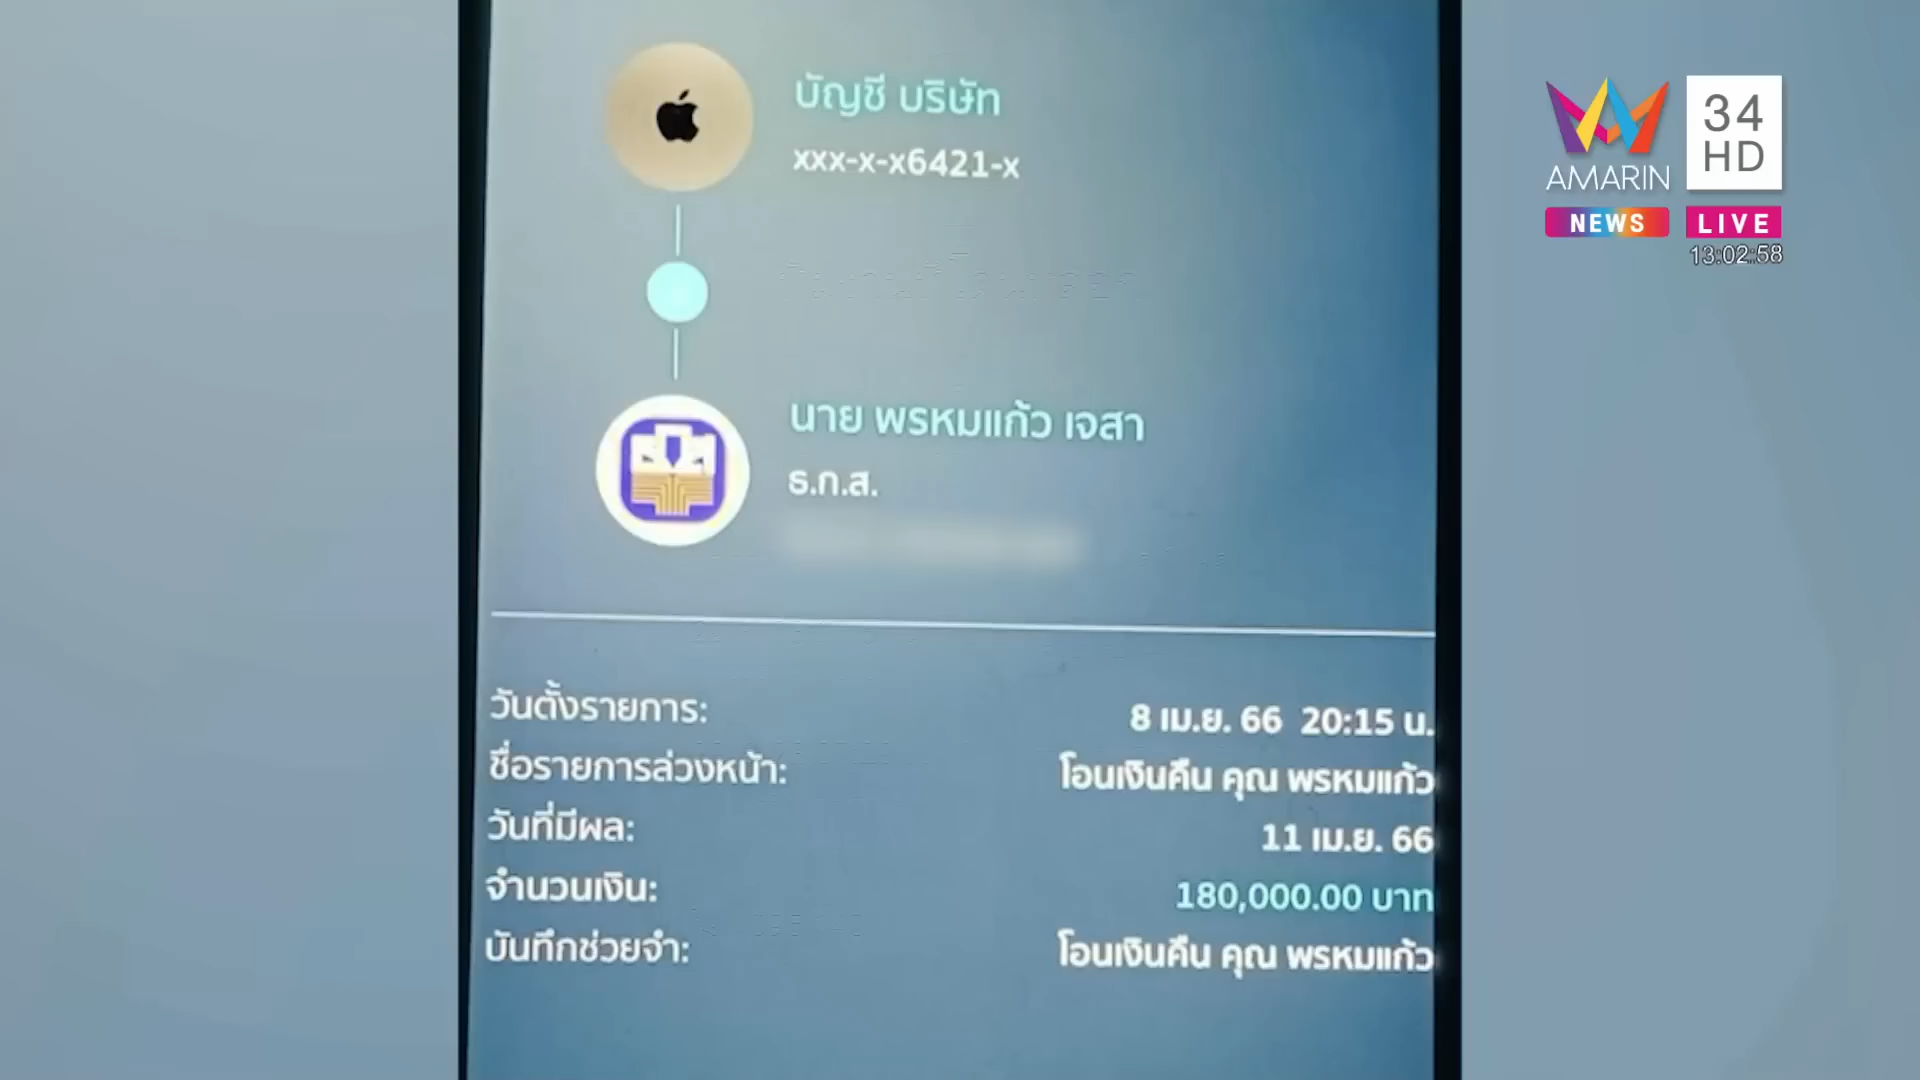 บัญชี บริษัท
xxx-x-x6421-x
นาย พรหมแก้ว เจสา
ธ.ก.ส.
วันตั้งรายการ: 8 เม.ย. 66 20:15 น.
ชื่อรายการล่วงหน้า: โอนเงินคืน คุณ พรหมแก้ว
วันที่มีผล: 11 เม.ย. 66
จำนวนเงิน: 180,000.00 บาท
บันทึกช่วยจำ: โอนเงินคืน คุณ พรหมแก้ว
AMARIN
NEWS
34
HD
LIVE
13:02:58